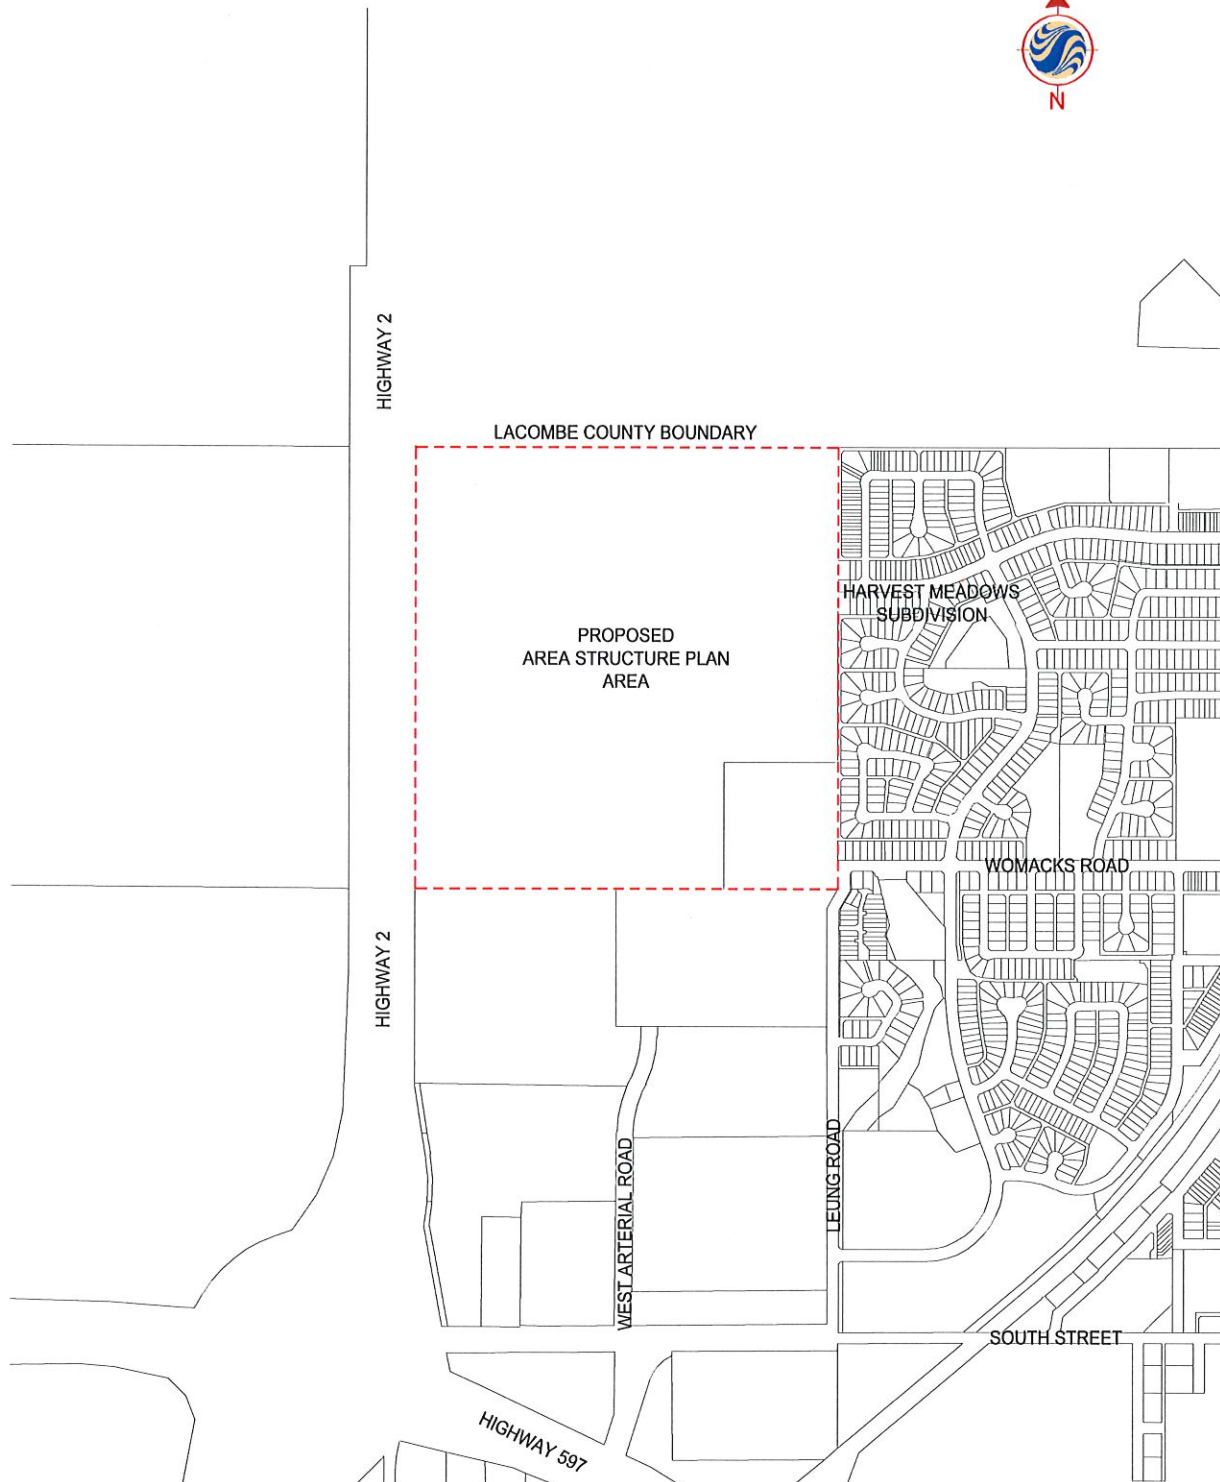 N
HIGHWAY 2
LACOMBE COUNTY BOUNDARY
HARVEST MEADOWS
SUBDIVISION
PROPOSED
AREA STRUCTURE PLAN
AREA
WOMACKS ROAD
HIGHWAY 2
LEUNG ROAD
WEST ARTERIAL ROAD
SOUTH STREET
HIGHWAY 597